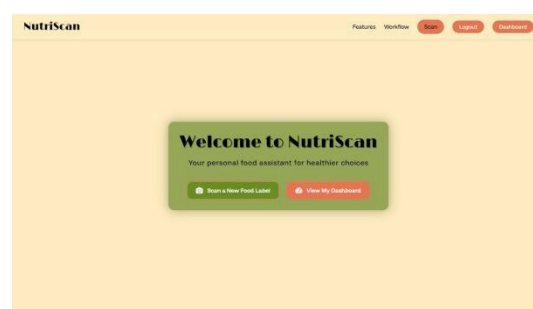 NutriScan
Features Workflow Scan Logout Dashboard
Welcome to NutriScan
Your personal food assistant for healthier choices
Scan a New Food Label View My Dashboard